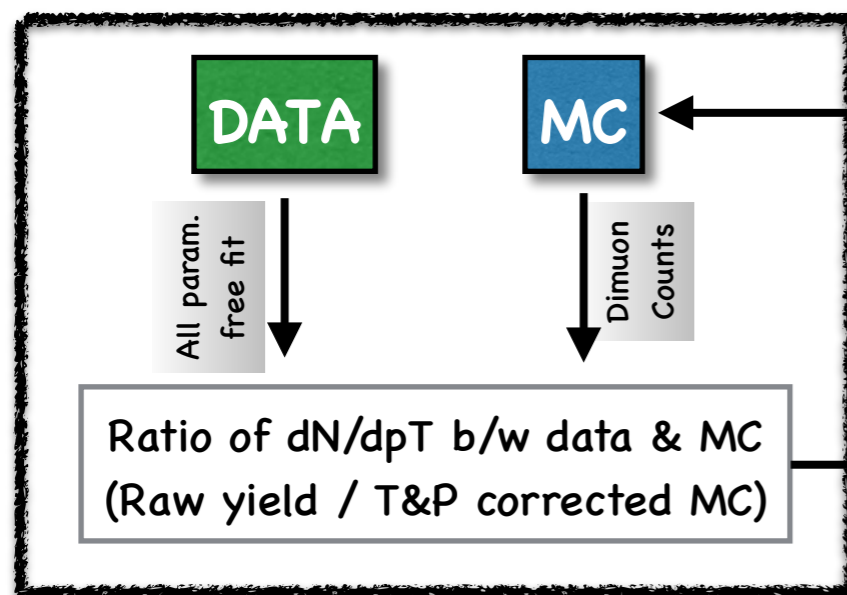 DATA
MC
All param.
free fit
Dimuon
Counts
Ratio of dN/dpT b/w data & MC
(Raw yield / T&P corrected MC)